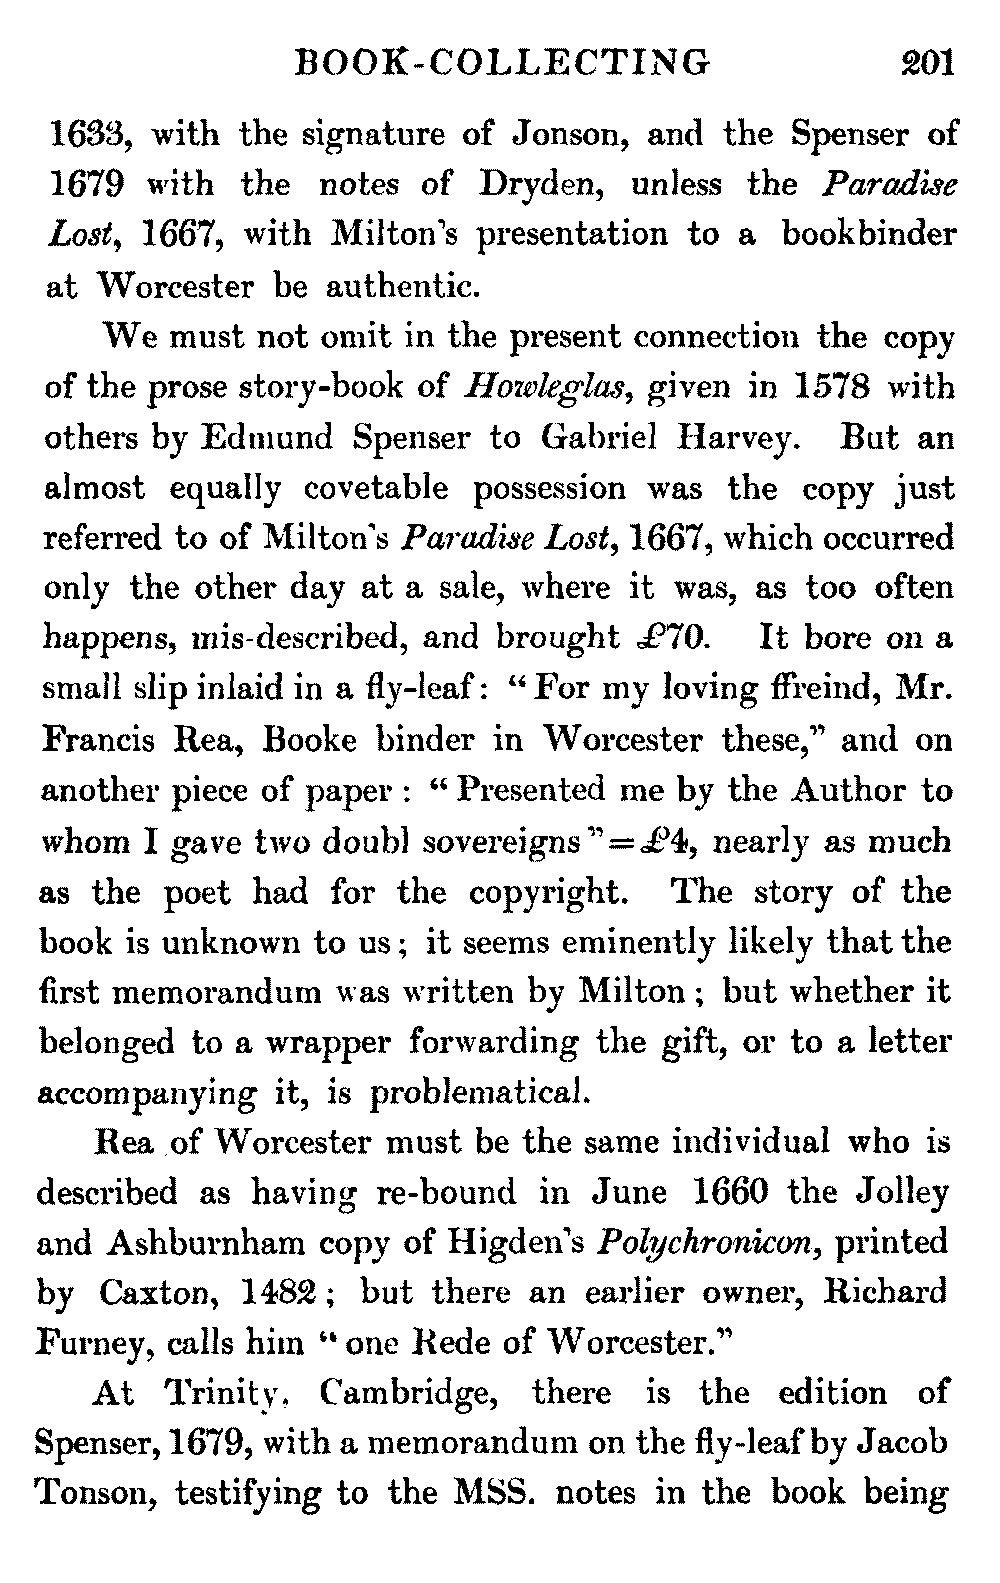 BOOK-COLLECTING 201
1633, with the signature of Jonson, and the Spenser of
1679 with the notes of Dryden, unless the Paradise
Lost, 1667, with Milton's presentation to a bookbinder
at Worcester be authentic.
We must not omit in the present connection the copy
of the prose story-book of Howleglas, given in 1578 with
others by Edmund Spenser to Gabriel Harvey. But an
almost equally covetable possession was the copy just
referred to of Milton's Paradise Lost, 1667, which occurred
only the other day at a sale, where it was, as too often
happens, mis-described, and brought £70. It bore on a
small slip inlaid in a fly-leaf: “For my loving ffreind, Mr.
Francis Rea, Booke binder in Worcester these,” and on
another piece of paper: “Presented me by the Author to
whom I gave two doubl sovereigns”=£4, nearly as much
as the poet had for the copyright. The story of the
book is unknown to us; it seems eminently likely that the
first memorandum was written by Milton; but whether it
belonged to a wrapper forwarding the gift, or to a letter
accompanying it, is problematical.
Rea of Worcester must be the same individual who is
described as having re-bound in June 1660 the Jolley
and Ashburnham copy of Higden's Polychronicon, printed
by Caxton, 1482; but there an earlier owner, Richard
Furney, calls him “one Rede of Worcester.”
At Trinity, Cambridge, there is the edition of
Spenser, 1679, with a memorandum on the fly-leaf by Jacob
Tonson, testifying to the MSS. notes in the book being